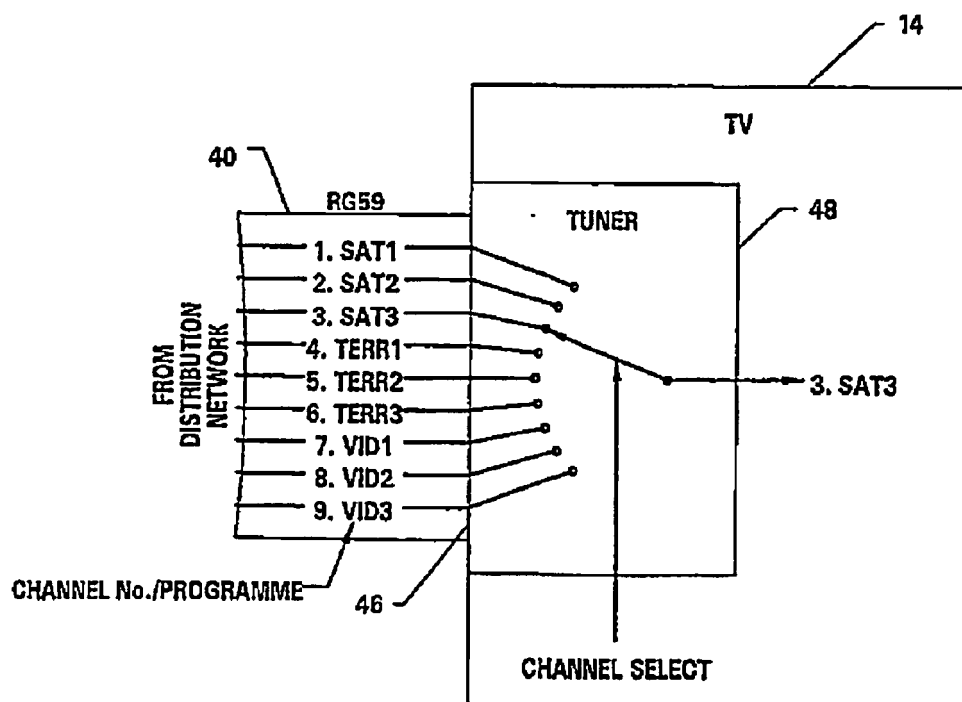 14
TV
40
RG59
48
TUNER
1. SAT1
2. SAT2
3. SAT3
4. TERR1
5. TERR2
6. TERR3
7. VID1
8. VID2
9. VID3
FROM
DISTRIBUTION
NETWORK
3. SAT3
CHANNEL No./PROGRAMME
46
CHANNEL SELECT